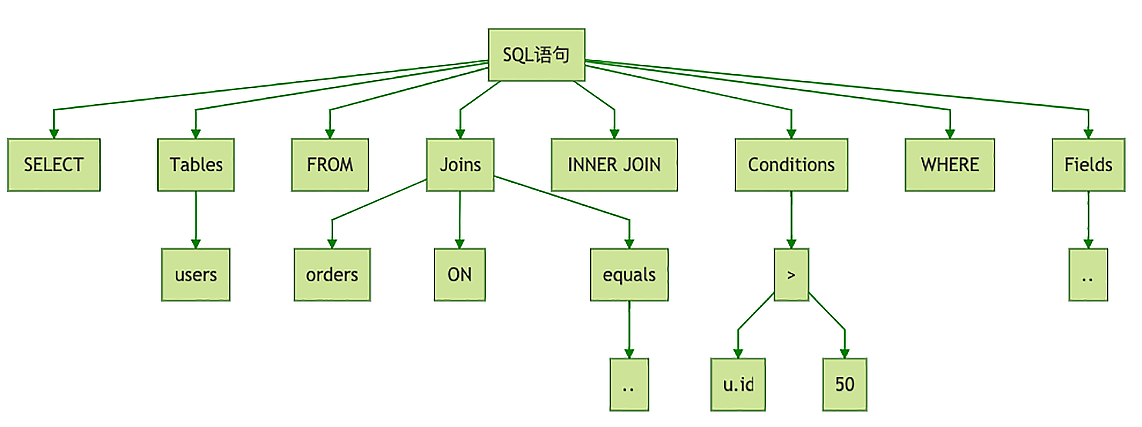 SQL语句
SELECT
Tables
FROM
Joins
INNER JOIN
Conditions
WHERE
Fields
users
orders
ON
equals
>
..
..
u.id
50